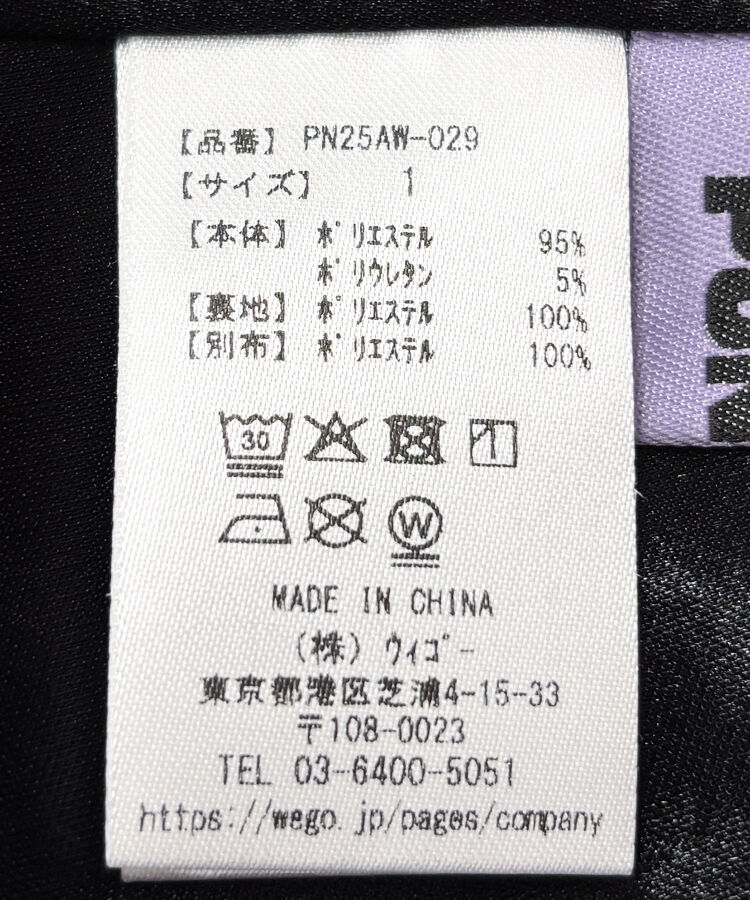 【品番】 PN25AW-029
【サイズ】 1
【本体】 ポリエステル 95%
ポリウレタン 5%
【裏地】 ポリエステル 100%
【別布】 ポリエステル 100%
30
W
MADE IN CHINA
(株) ウィゴー
東京都港区芝浦4-15-33
〒108-0023
TEL 03-6400-5051
https://wego.jp/pages/company